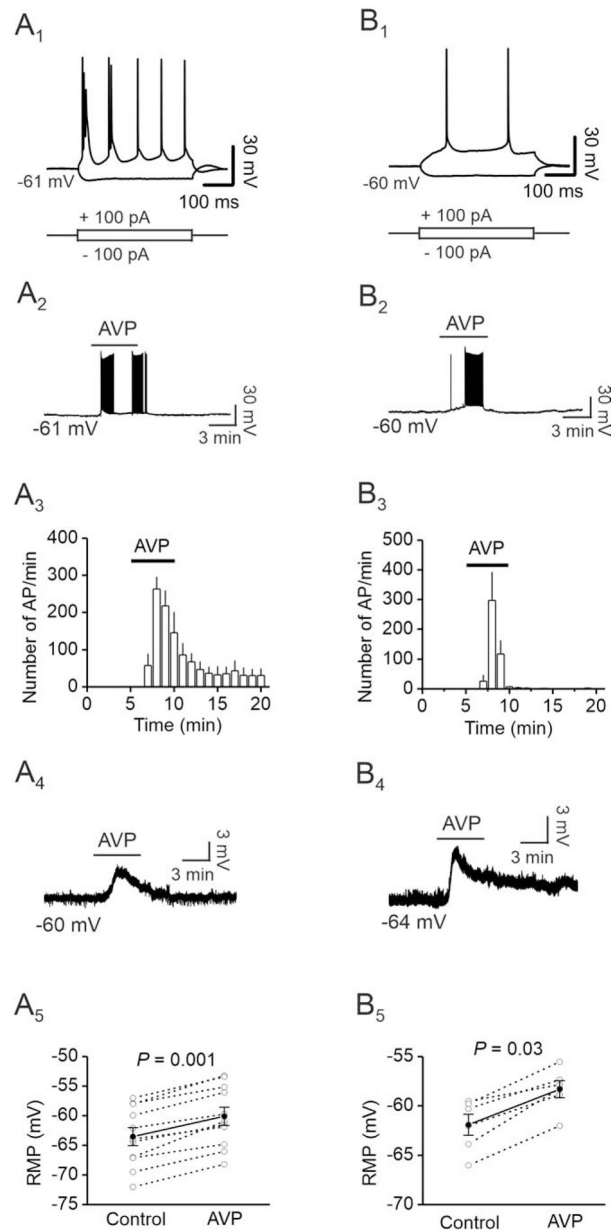 A1
B1
30 mV
-61 mV
100 ms
30 mV
-60 mV
100 ms
+ 100 pA
- 100 pA
+ 100 pA
- 100 pA
A2
B2
AVP
30 mV
-61 mV
3 min
AVP
30 mV
-60 mV
3 min
A3
B3
AVP
Number of AP/min
400
300
200
100
0
0
5
10
15
20
Time (min)
AVP
Number of AP/min
500
400
300
200
100
0
0
5
10
15
20
Time (min)
A4
B4
AVP
3 mV
3 min
-60 mV
AVP
3 mV
3 min
-64 mV
A5
B5
P = 0.001
RMP (mV)
-50
-55
-60
-65
-70
-75
Control
AVP
P = 0.03
RMP (mV)
-55
-60
-65
-70
Control
AVP